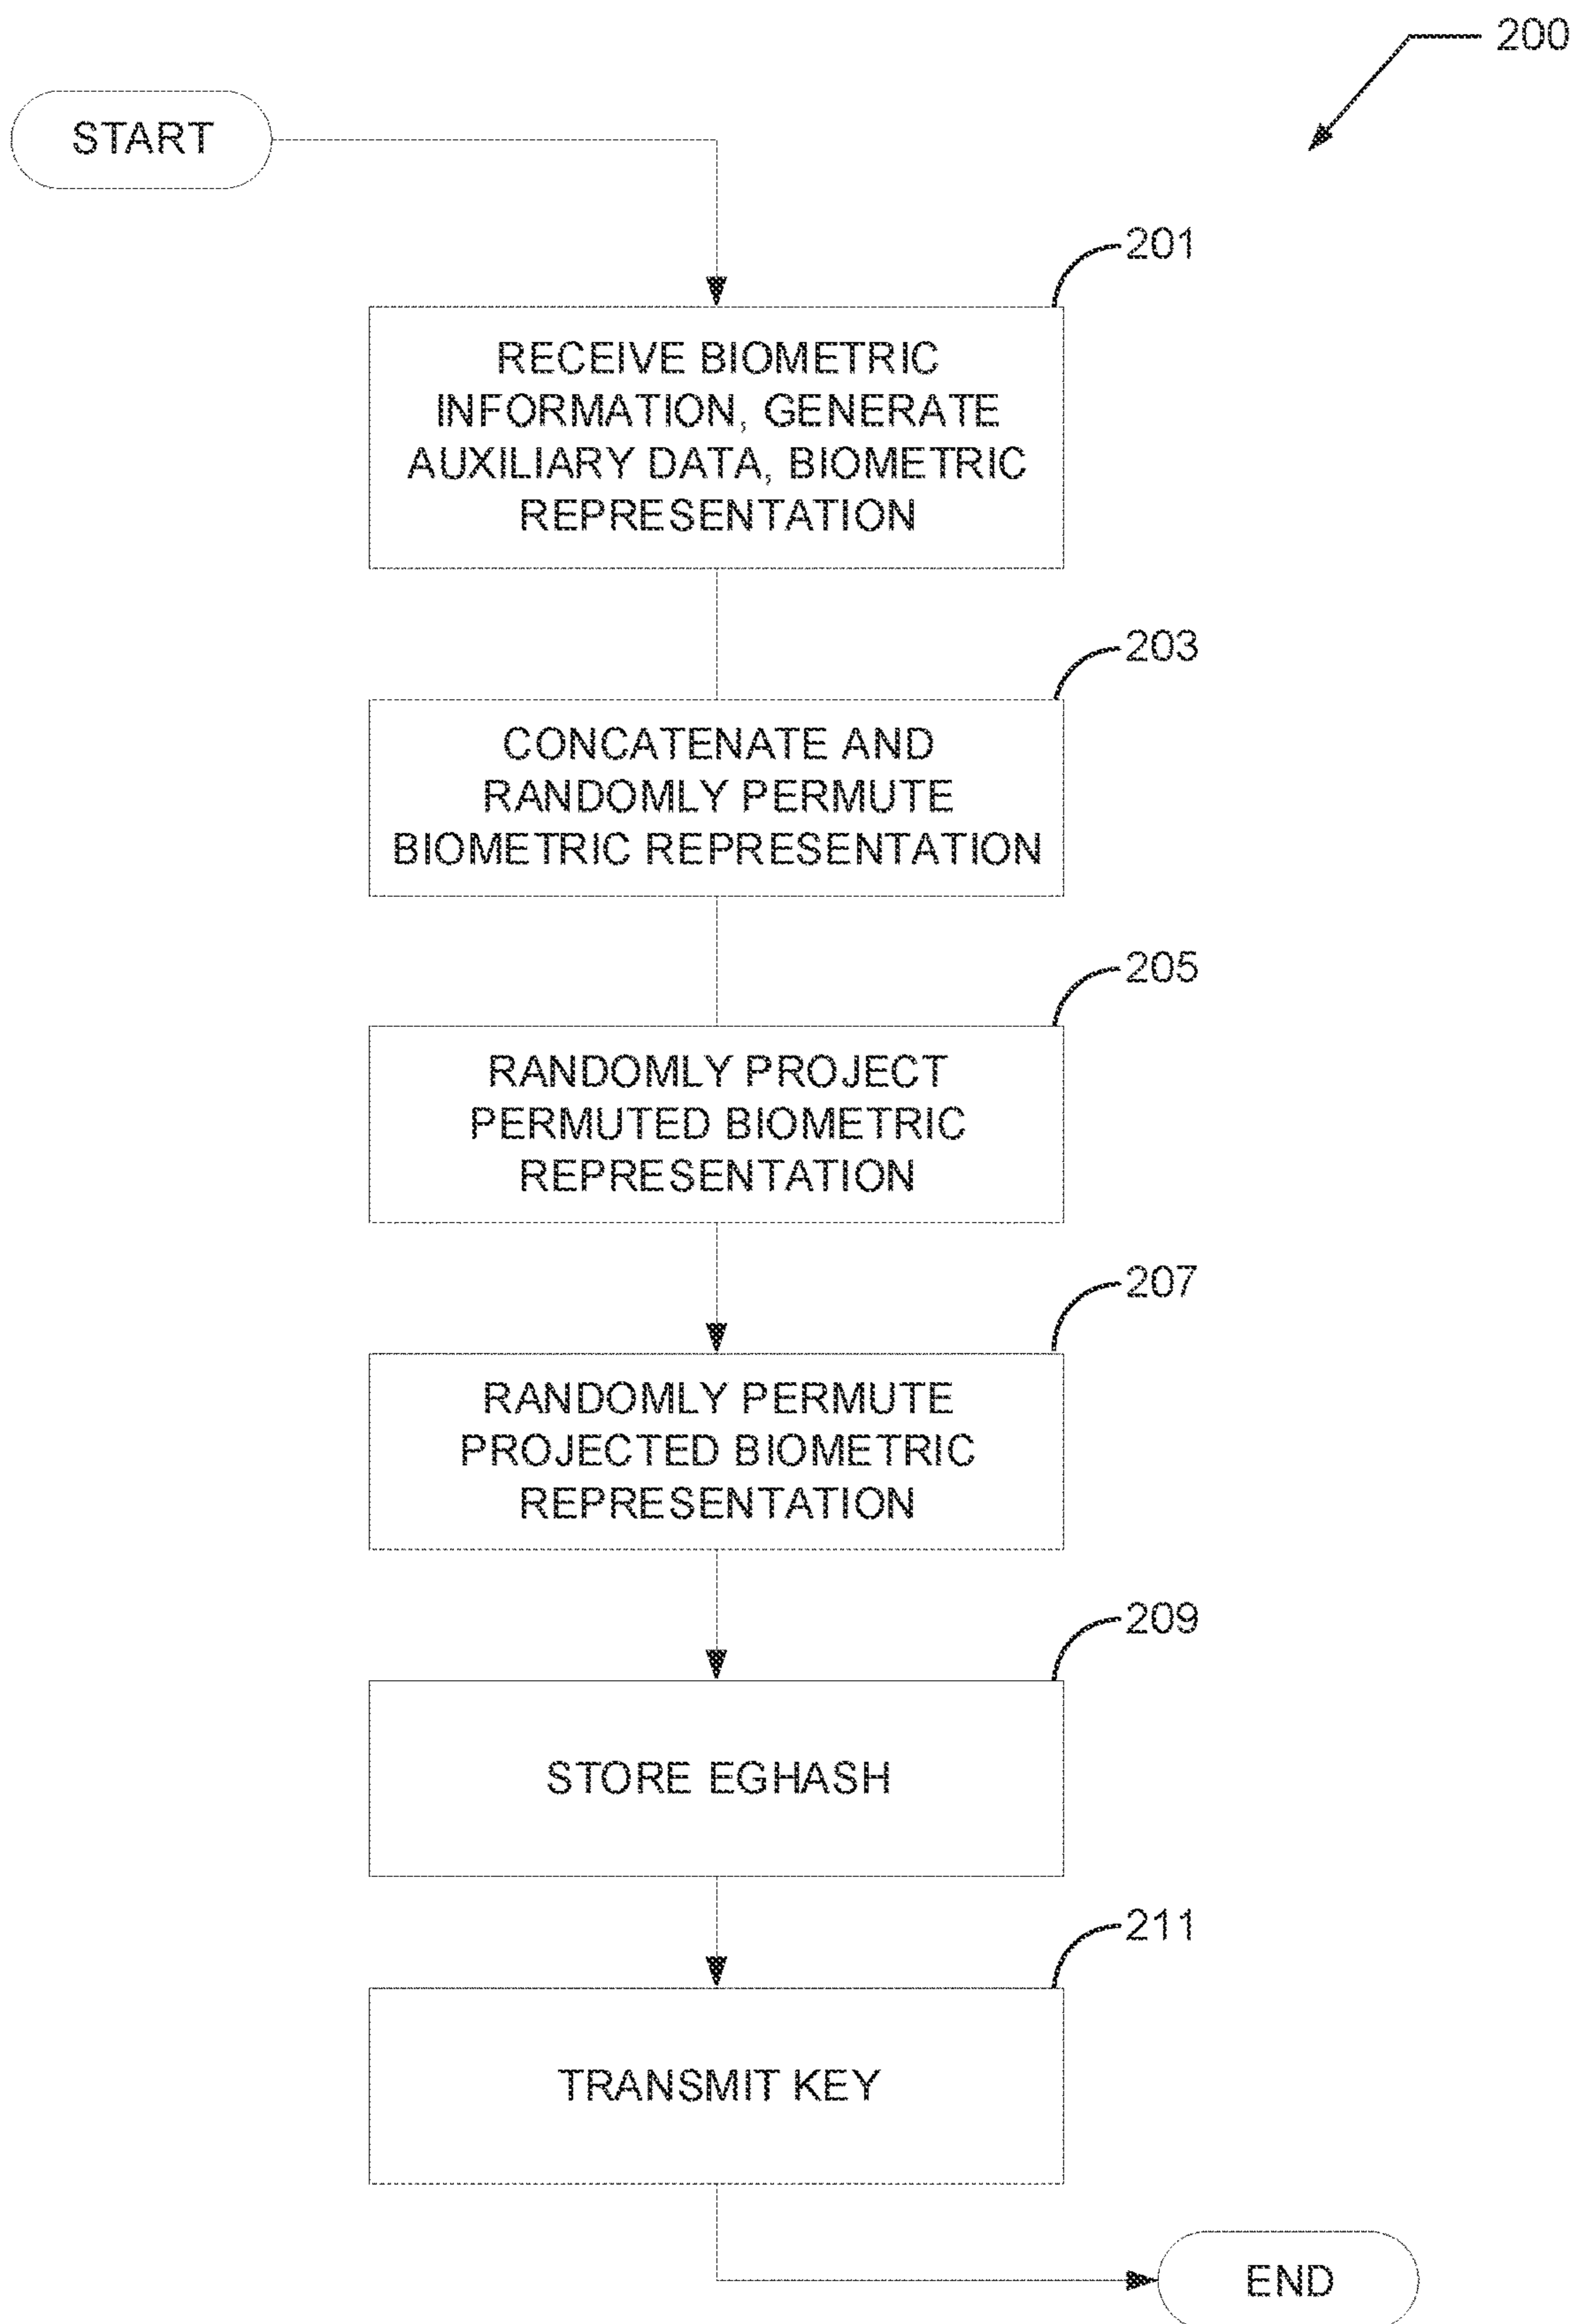 200
START
201
RECEIVE BIOMETRIC
INFORMATION, GENERATE
AUXILIARY DATA, BIOMETRIC
REPRESENTATION
203
CONCATENATE AND
RANDOMLY PERMUTE
BIOMETRIC REPRESENTATION
205
RANDOMLY PROJECT
PERMUTED BIOMETRIC
REPRESENTATION
207
RANDOMLY PERMUTE
PROJECTED BIOMETRIC
REPRESENTATION
209
STORE EGHASH
211
TRANSMIT KEY
END